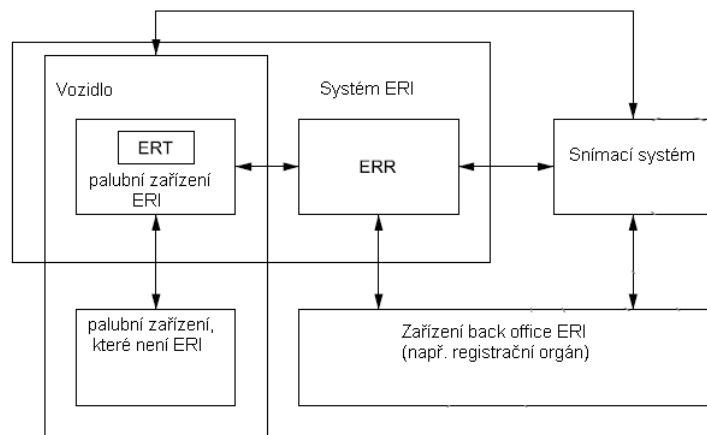 Vozidlo
Systém ERI
ERT
palubní zařízení
ERI
ERR
Snímací systém
palubní zařízení,
které není ERI
Zařízení back office ERI
(např. registrační orgán)